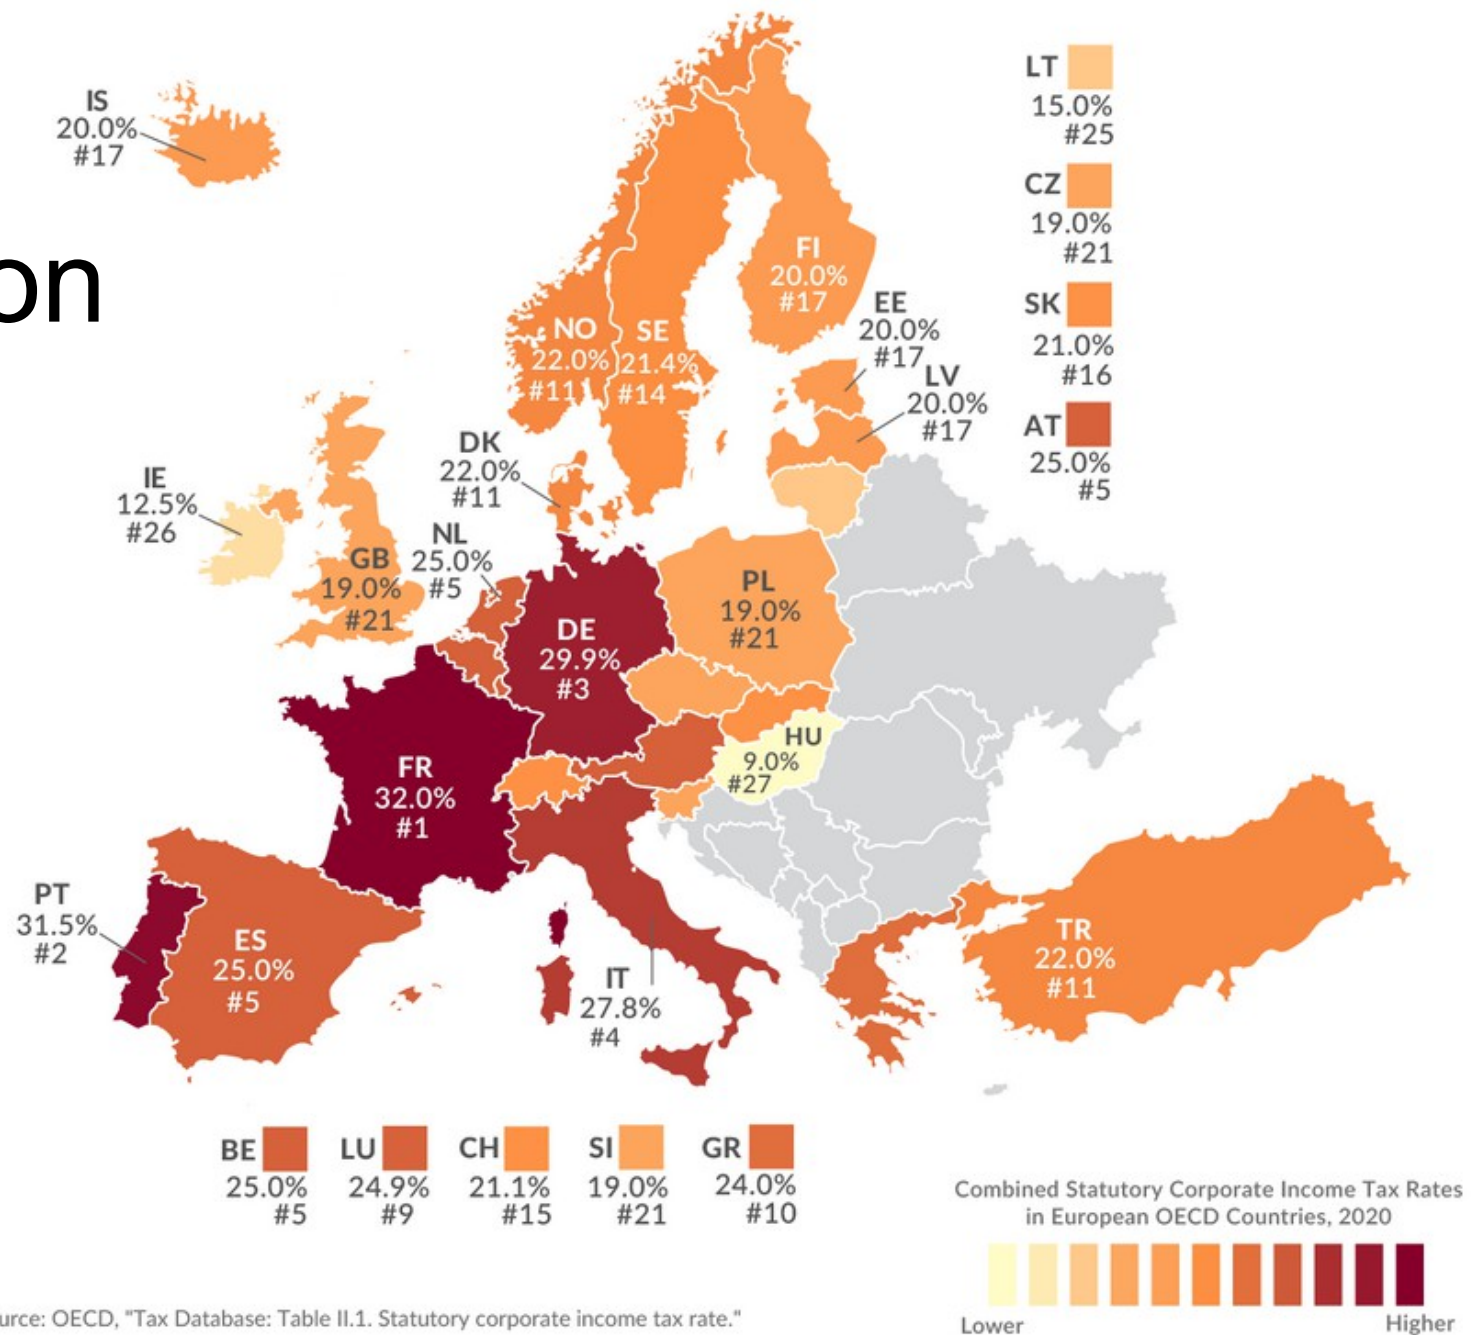 IS
20.0%
#17
on
LT
15.0%
#25
CZ
19.0%
#21
SK
21.0%
#16
AT
25.0%
#5
FI
20.0%
#17
EE
20.0%
#17
LV
20.0%
#17
NO
22.0%
#11
SE
21.4%
#14
DK
22.0%
#11
IE
12.5%
#26
GB
19.0%
#21
NL
25.0%
#5
PL
19.0%
#21
DE
29.9%
#3
HU
9.0%
#27
FR
32.0%
#1
PT
31.5%
#2
ES
25.0%
#5
IT
27.8%
#4
TR
22.0%
#11
BE
25.0%
#5
LU
24.9%
#9
CH
21.1%
#15
SI
19.0%
#21
GR
24.0%
#10
Combined Statutory Corporate Income Tax Rates
in European OECD Countries, 2020
Lower
Higher
urce: OECD, "Tax Database: Table II.1. Statutory corporate income tax rate."